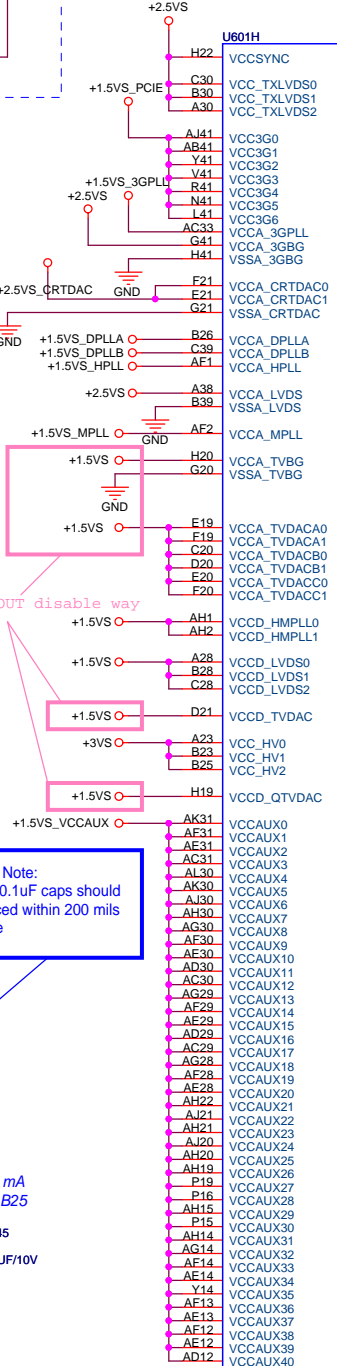 +2.5VS
U601H
H22 VCCSYNC
C30 VCC_TXLVDS0
B30 VCC_TXLVDS1
A30 VCC_TXLVDS2
+1.5VS_PCIE
AJ41 VCC3G0
AB41 VCC3G1
Y41 VCC3G2
V41 VCC3G3
R41 VCC3G4
N41 VCC3G5
L41 VCC3G6
+1.5VS_3GPLL
+2.5VS
AC33 VCCA_3GPLL
G41 VCCA_3GBG
H41 VSSA_3GBG
GND
+2.5VS_CRTDAC
F21 VCCA_CRTDAC0
E21 VCCA_CRTDAC1
G21 VSSA_CRTDAC
GND
+1.5VS_DPLLA B26 VCCA_DPLLA
+1.5VS_DPLLB C39 VCCA_DPLLB
+1.5VS_HPLL AF1 VCCA_HPLL
+2.5VS A38 VCCA_LVDS
B39 VSSA_LVDS
GND
+1.5VS_MPLL AF2 VCCA_MPLL
+1.5VS H20 VCCA_TVBG
G20 VSSA_TVBG
GND
+1.5VS E19 VCCA_TVDACA0
F19 VCCA_TVDACA1
C20 VCCA_TVDACB0
D20 VCCA_TVDACB1
E20 VCCA_TVDACC0
F20 VCCA_TVDACC1
OUT disable way
+1.5VS AH1 VCCD_HMPLL0
AH2 VCCD_HMPLL1
+1.5VS A28 VCCD_LVDS0
B28 VCCD_LVDS1
C28 VCCD_LVDS2
+1.5VS D21 VCCD_TVDAC
+3VS A23 VCC_HV0
B23 VCC_HV1
B25 VCC_HV2
+1.5VS H19 VCCD_QTVDAC
+1.5VS_VCCAUX AK31 VCCAUX0
AF31 VCCAUX1
AE31 VCCAUX2
AC31 VCCAUX3
AL30 VCCAUX4
AK30 VCCAUX5
AJ30 VCCAUX6
AH30 VCCAUX7
AG30 VCCAUX8
AF30 VCCAUX9
AE30 VCCAUX10
AD30 VCCAUX11
AC30 VCCAUX12
AG29 VCCAUX13
AF29 VCCAUX14
AE29 VCCAUX15
AD29 VCCAUX16
AC29 VCCAUX17
AG28 VCCAUX18
AF28 VCCAUX19
AE28 VCCAUX20
AH22 VCCAUX21
AJ21 VCCAUX22
AH21 VCCAUX23
AJ20 VCCAUX24
AH20 VCCAUX25
AH19 VCCAUX26
P19 VCCAUX27
P16 VCCAUX28
AH15 VCCAUX29
P15 VCCAUX30
AH14 VCCAUX31
AG14 VCCAUX32
AF14 VCCAUX33
AE14 VCCAUX34
Y14 VCCAUX35
AF13 VCCAUX36
AE13 VCCAUX37
AF12 VCCAUX38
AE12 VCCAUX39
AD12 VCCAUX40
Note:
0.1uF caps should
ced within 200 mils
e
mA
B25
45
UF/10V